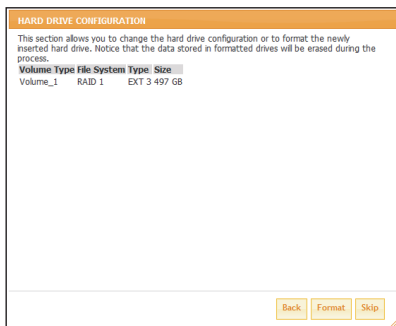 HARD DRIVE CONFIGURATION
This section allows you to change the hard drive configuration or to format the newly
inserted hard drive. Notice that the data stored in formatted drives will be erased during the
process.
Volume Type File System Type Size
Volume_1 RAID 1 EXT 3 497 GB
Back Format Skip